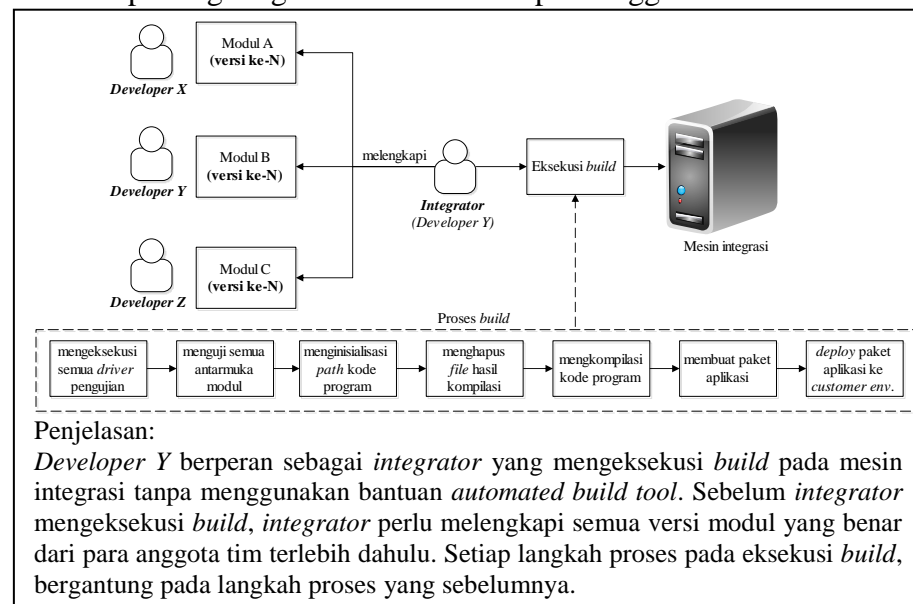 Modul A
(versi ke-N)
Developer X
Modul B
(versi ke-N)
Developer Y
melengkapi
Integrator
(Developer Y)
Eksekusi build
Mesin integrasi
Modul C
(versi ke-N)
Developer Z
Proses build
mengeksekusi
semua driver
pengujian
menguji semua
antarmuka
modul
menginisialisasi
path kode
program
menghapus
file hasil
kompilasi
mengkompilasi
kode program
membuat paket
aplikasi
deploy paket
aplikasi ke
customer env.
Penjelasan:
Developer Y berperan sebagai integrator yang mengeksekusi build pada mesin
integrasi tanpa menggunakan bantuan automated build tool. Sebelum integrator
mengeksekusi build, integrator perlu melengkapi semua versi modul yang benar
dari para anggota tim terlebih dahulu. Setiap langkah proses pada eksekusi build,
bergantung pada langkah proses yang sebelumnya.